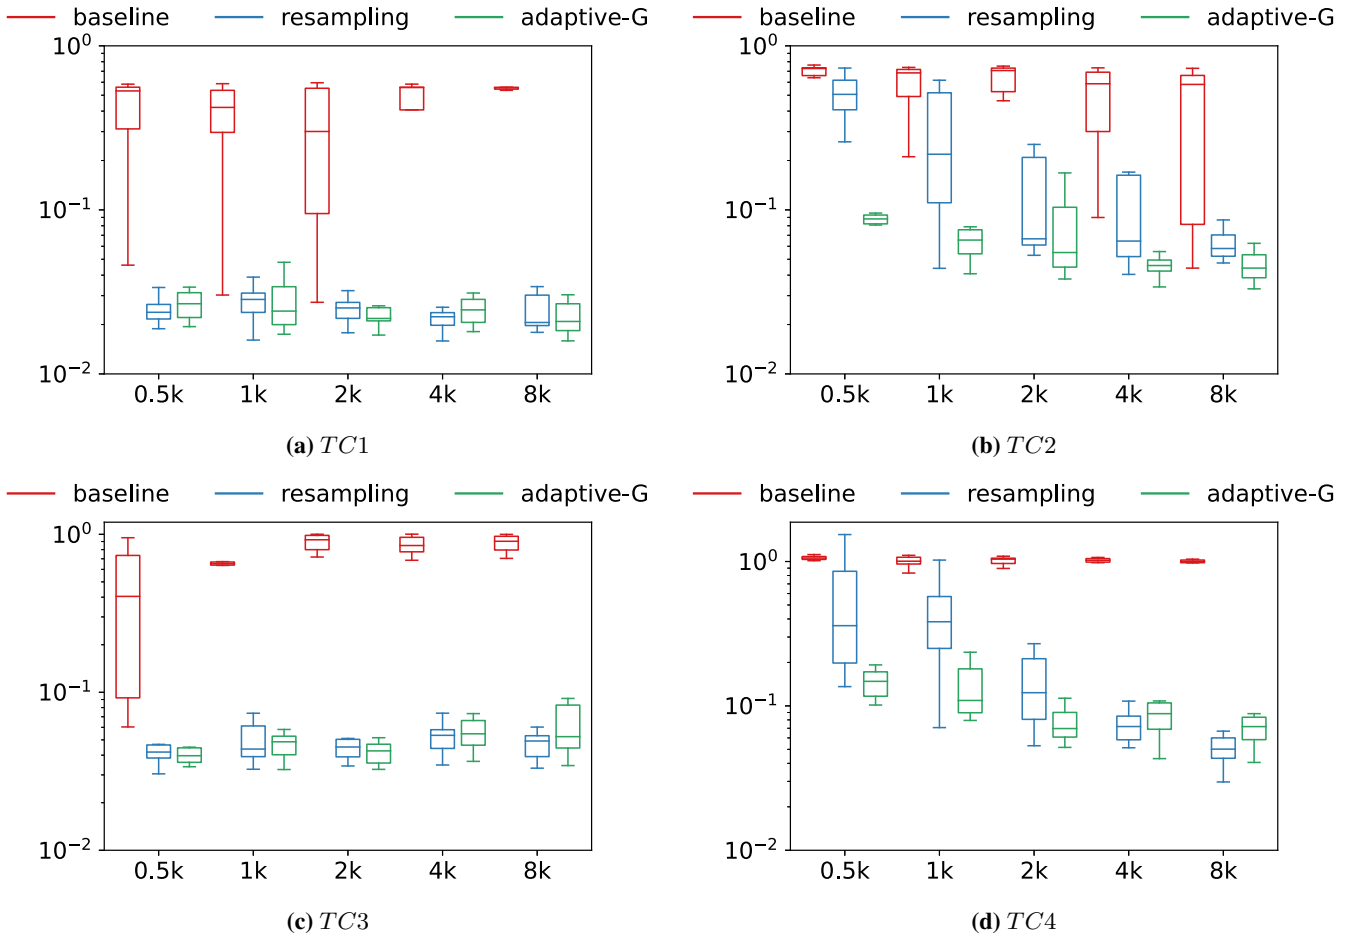 baseline resampling adaptive-G
10^0
10^-1
10^-2
0.5k 1k 2k 4k 8k
(a) TC1
baseline resampling adaptive-G
10^0
10^-1
10^-2
0.5k 1k 2k 4k 8k
(b) TC2
baseline resampling adaptive-G
10^0
10^-1
10^-2
0.5k 1k 2k 4k 8k
(c) TC3
baseline resampling adaptive-G
10^0
10^-1
10^-2
0.5k 1k 2k 4k 8k
(d) TC4